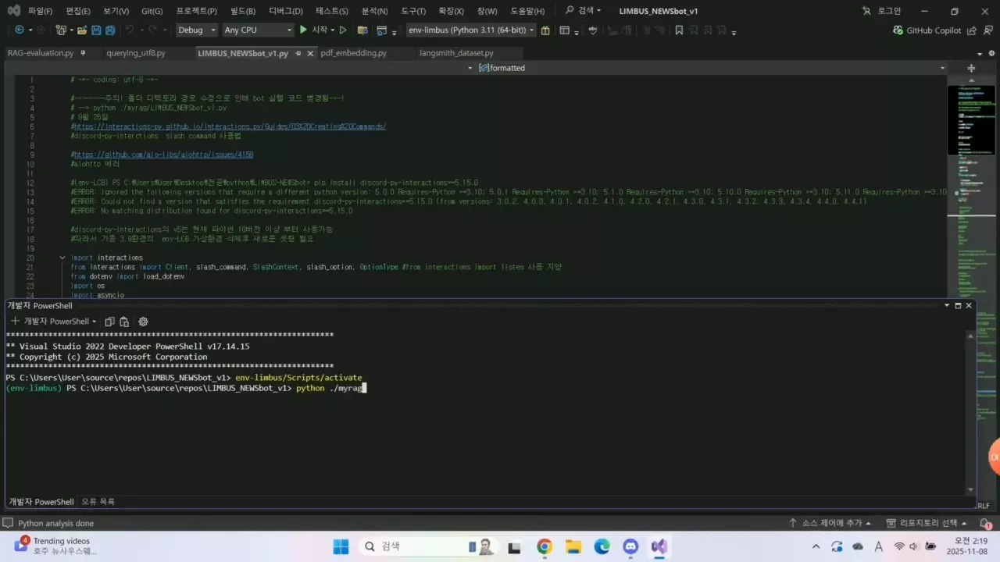 파일(F) 편집(E) 보기(V) Git(G) 프로젝트(P) 빌드(B) 디버그(D) 테스트(S) 분석(N) 도구(T) 확장(X) 창(W) 도움말(H) 검색 LIMBUS_NEWSbot_v1 로그인
Debug Any CPU 시작 env-limbus (Python 3.11 (64-bit)) GitHub Copilot
RAG-evaluation.py querying_utf8.py LIMBUS_NEWSbot_v1.py pdf_embedding.py langsmith_dataset.py
formatted
1 # -*- coding: utf-8 -*-
2
3 #--------주의! 폴더 디렉토리 경로 수정으로 인해 bot 실행 코드 변경됨---!
4 # --> python ./myrag/LIMBUS_NEWSbot_v1.py
5 # 9월 26일
6 #https://interactions-py.github.io/interactions.py/Guides/03%20Creating%20Commands/
7 #discord-py-interctions slash command 사용법
8
9 #https://github.com/aio-libs/aiohttp/issues/4158
10 #aiohttp 에러
11
12 #(env-LCB) PS C:₩Users₩User₩Desktop₩전공₩python₩LIMBUS-NEWSbot> pip install discord-py-interactions==5.15.0
13 #ERROR: Ignored the following versions that require a different python version: 5.0.0 Requires-Python >=3.10; 5.0.1 Requires-Python >=3.10; 5.1.0 Requires-Python >=3.10; 5.10.0 Requires-Python >=3.10; 5.11.0 Requires-Python >=3.10
14 #ERROR: Could not find a version that satisfies the requirement discord-py-interactions==5.15.0 (from versions: 3.0.2, 4.0.0, 4.0.1, 4.0.2, 4.1.0, 4.2.0, 4.2.1, 4.3.0, 4.3.1, 4.3.2, 4.3.3, 4.3.4, 4.4.0, 4.4.1)
15 #ERROR: No matching distribution found for discord-py-interactions==5.15.0
16
17 #discord-py-interactions의 v5는 현재 파이썬 10버전 이상 부터 사용가능
18 #따라서 기존 3.9환경의 env-LCB 가상환경 삭제후 새로운 셋팅 필요
19
20 import interactions
21 from interactions import Client, slash_command, SlashContext, slash_option, OptionType #from interactions import listen 사용 지양
22 from dotenv import load_dotenv
23 import os
24 import asyncio
개발자 PowerShell
개발자 PowerShell
**********************************************************************
** Visual Studio 2022 Developer PowerShell v17.14.15
** Copyright (c) 2025 Microsoft Corporation
**********************************************************************
PS C:\Users\User\source\repos\LIMBUS_NEWSbot_v1> env-limbus/Scripts/activate
(env-limbus) PS C:\Users\User\source\repos\LIMBUS_NEWSbot_v1> python ./myrag
개발자 PowerShell 오류 목록
RLF
Python analysis done 소스 제어에 추가 리포지토리 선택 1
4 Trending videos
호주 뉴사우스웨...
검색
A 오전 2:19
2025-11-08